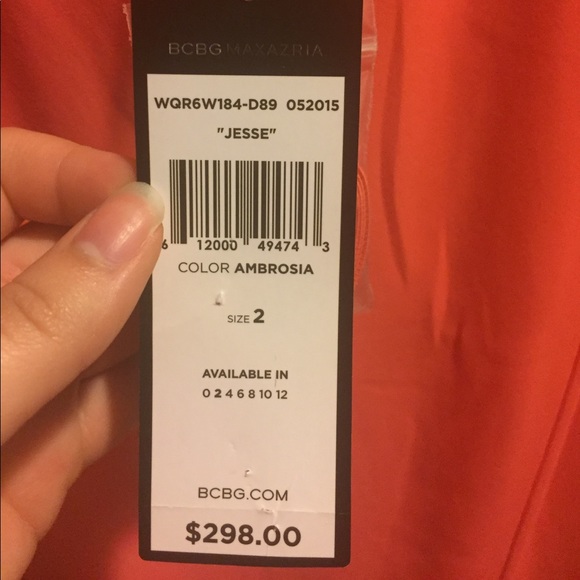 BCBGMAXAZRIA
WQR6W184-D89 052015
"JESSE"
6 12000 49474 3
COLOR AMBROSIA
SIZE 2
AVAILABLE IN
0 2 4 6 8 10 12
BCBG.COM
$298.00